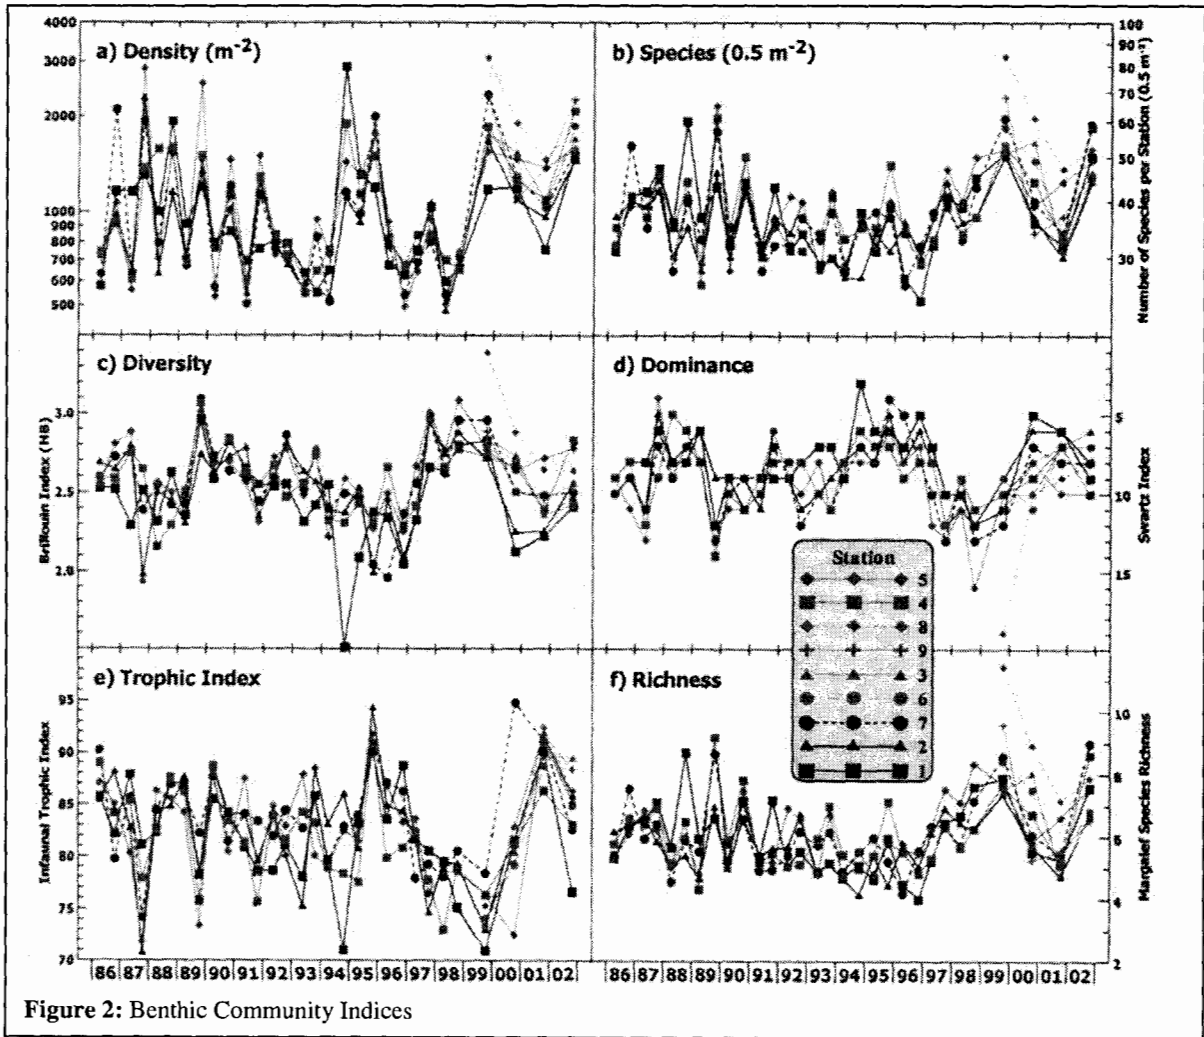 a) Density (m⁻²)
4000
3000
2000
1000
900
800
700
600
500
b) Species (0.5 m⁻²)
100
90
80
70
60
50
40
30
Number of Species per Station (0.5 m⁻²)
c) Diversity
3.0
2.5
2.0
Brillouin Index (HB)
d) Dominance
5
10
15
Swartz Index
Station
5
4
8
9
3
6
7
2
1
e) Trophic Index
95
90
85
80
75
70
Infaunal Trophic Index
86 87 88 89 90 91 92 93 94 95 96 97 98 99 00 01 02
f) Richness
10
8
6
4
2
Margalef Species Richness
86 87 88 89 90 91 92 93 94 95 96 97 98 99 00 01 02
Figure 2: Benthic Community Indices